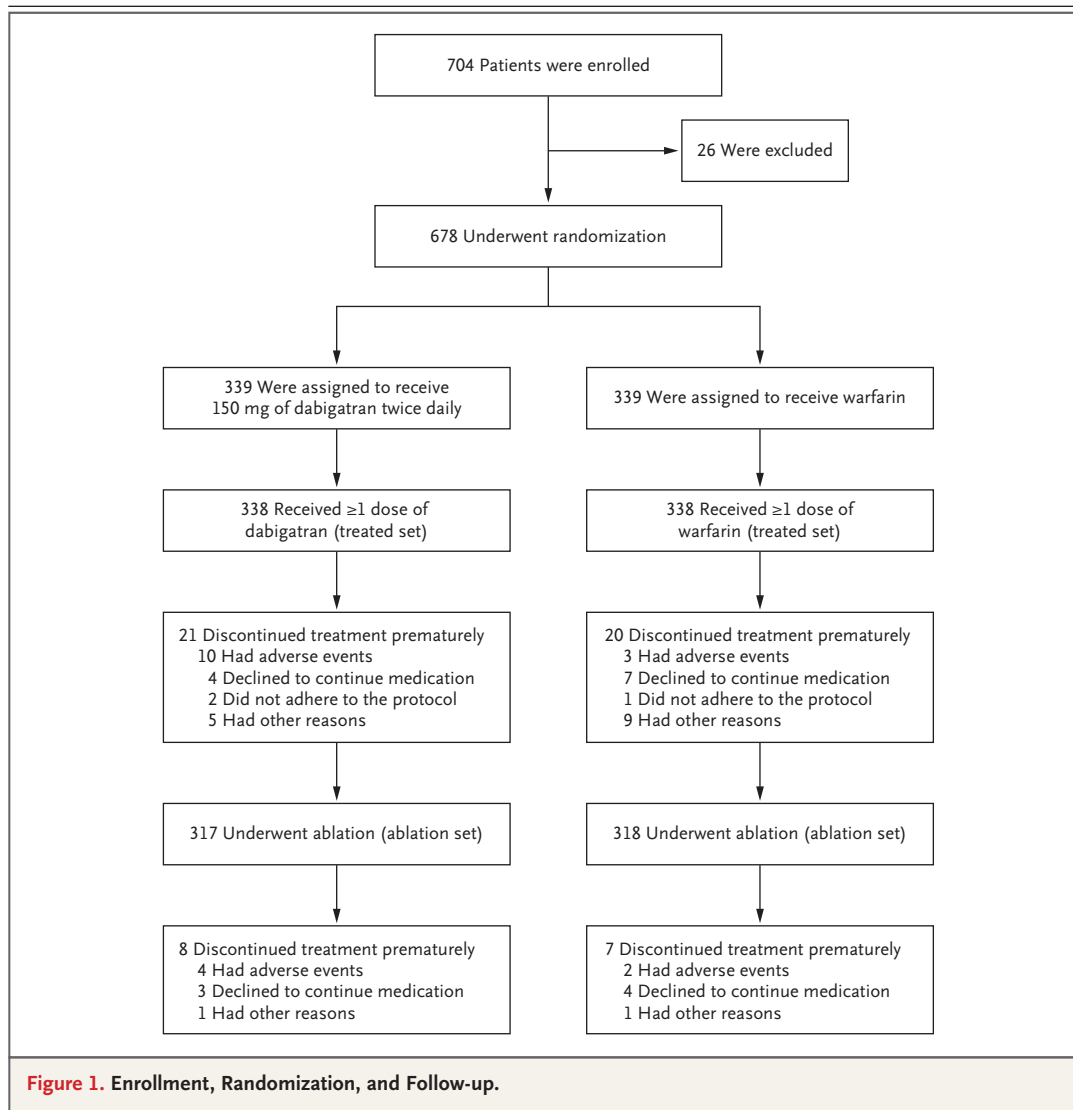 704 Patients were enrolled
26 Were excluded
678 Underwent randomization
339 Were assigned to receive
150 mg of dabigatran twice daily
339 Were assigned to receive warfarin
338 Received ≥1 dose of
dabigatran (treated set)
338 Received ≥1 dose of
warfarin (treated set)
21 Discontinued treatment prematurely
10 Had adverse events
4 Declined to continue medication
2 Did not adhere to the protocol
5 Had other reasons
20 Discontinued treatment prematurely
3 Had adverse events
7 Declined to continue medication
1 Did not adhere to the protocol
9 Had other reasons
317 Underwent ablation (ablation set)
318 Underwent ablation (ablation set)
8 Discontinued treatment prematurely
4 Had adverse events
3 Declined to continue medication
1 Had other reasons
7 Discontinued treatment prematurely
2 Had adverse events
4 Declined to continue medication
1 Had other reasons
Figure 1. Enrollment, Randomization, and Follow-up.